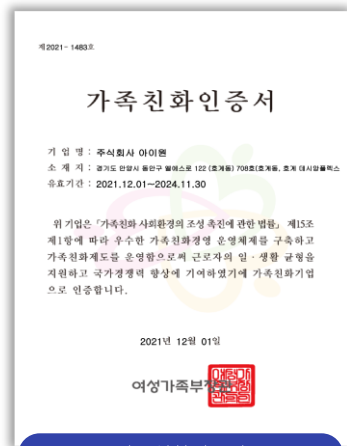 제2021- 1483호
가족친화인증서
기 업 명 : 주식회사 아이원
소 재 지 : 경기도 안양시 동안구 엘에스로 122 (호계동) 708호(호계동, 호계 데시앙플렉스
유효기간 : 2021.12.01~2024.11.30
위 기업은 「가족친화 사회환경의 조성 촉진에 관한 법률」 제15조
제1항에 따라 우수한 가족친화경영 운영체제를 구축하고
가족친화제도를 운영함으로써 근로자의 일 · 생활 균형을
지원하고 국가경쟁력 향상에 기여하였기에 가족친화기업
으로 인증합니다.
2021년 12월 01일
여성가족부장관